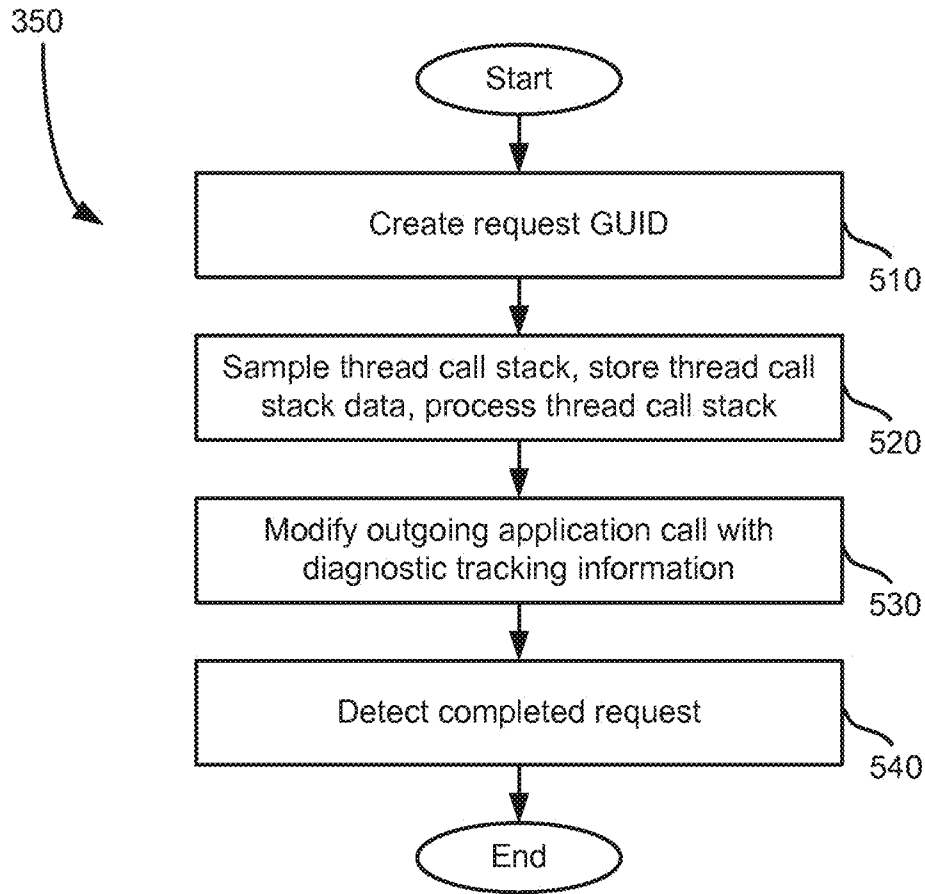 350
Start
Create request GUID
510
Sample thread call stack, store thread call
stack data, process thread call stack
520
Modify outgoing application call with
diagnostic tracking information
530
Detect completed request
540
End